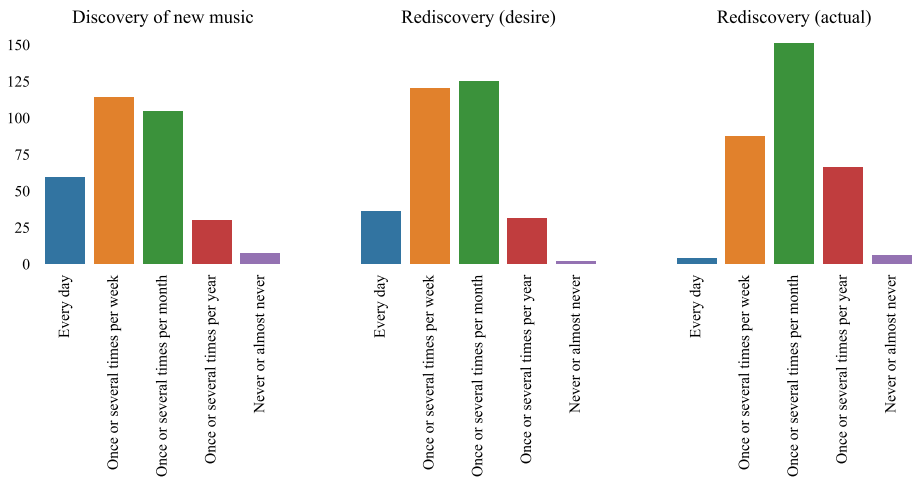 Discovery of new music
Rediscovery (desire)
Rediscovery (actual)
150
125
100
75
50
25
0
Every day
Once or several times per week
Once or several times per month
Once or several times per year
Never or almost never
Every day
Once or several times per week
Once or several times per month
Once or several times per year
Never or almost never
Every day
Once or several times per week
Once or several times per month
Once or several times per year
Never or almost never